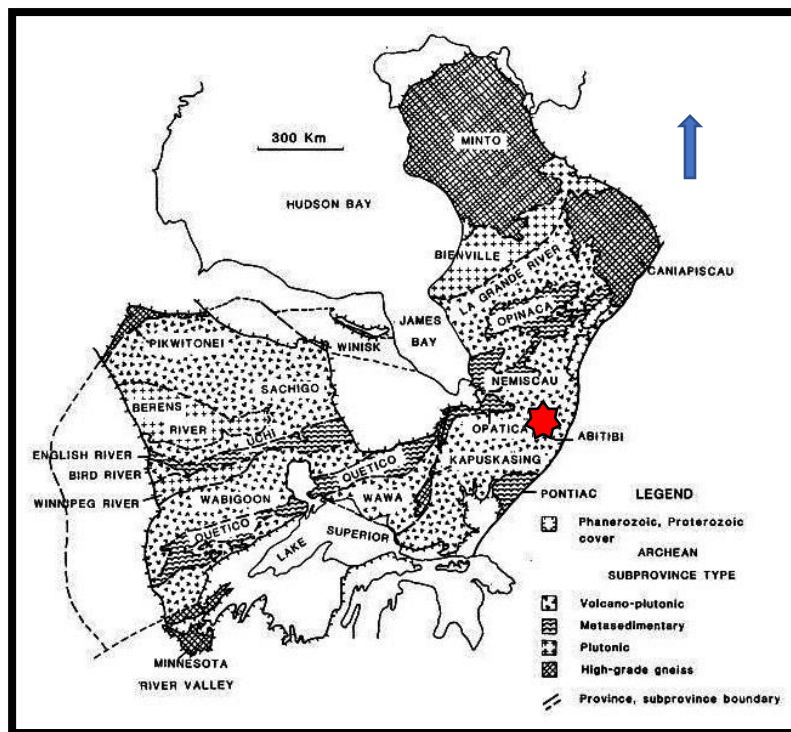 300 Km
MINTO
HUDSON BAY
BIENVILLE
LA GRANDE RIVER
CANIAPISCAU
OPINACA
JAMES
BAY
WINISK
PIKWITONEI
SACHIGO
NEMISCAU
BERENS
RIVER
UCHI
OPATICA
ABITIBI
ENGLISH RIVER
BIRD RIVER
WINNIPEG RIVER
QUETICO
KAPUSKASING
WABIGOON
WAWA
PONTIAC
QUETICO
LAKE SUPERIOR
MINNESOTA
RIVER VALLEY
LEGEND
Phanerozoic, Proterozoic
cover
ARCHEAN
SUBPROVINCE TYPE
Volcano-plutonic
Metasedimentary
Plutonic
High-grade gneiss
Province, subprovince boundary